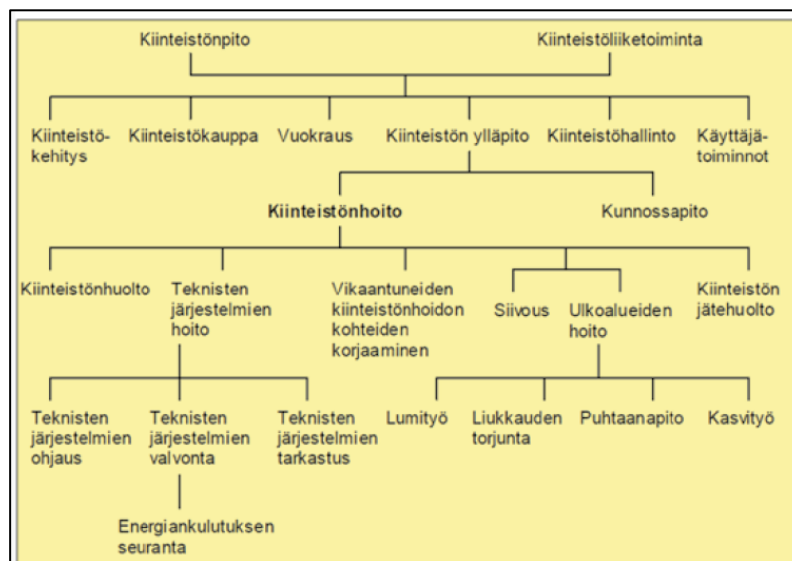 Kiinteistönpito
Kiinteistöliiketoiminta
Kiinteistö-
kehitys
Kiinteistökauppa
Vuokraus
Kiinteistön ylläpito
Kiinteistöhallinto
Käyttäjä-
toiminnot
Kiinteistönhoito
Kunnossapito
Kiinteistönhuolto
Teknisten
järjestelmien
hoito
Vikaantuneiden
kiinteistönhoidon
kohteiden
korjaaminen
Siivous
Ulkoalueiden
hoito
Kiinteistön
jätehuolto
Teknisten
järjestelmien
ohjaus
Teknisten
järjestelmien
valvonta
Teknisten
järjestelmien
tarkastus
Lumityö
Liukkauden
torjunta
Puhtaanapito
Kasvityö
Energiankulutuksen
seuranta